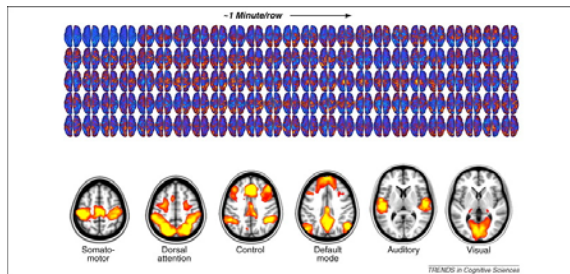 ~1 Minute/row
Somato-
motor
Dorsal
attention
Control
Default
mode
Auditory
Visual
TRENDS in Cognitive Sciences